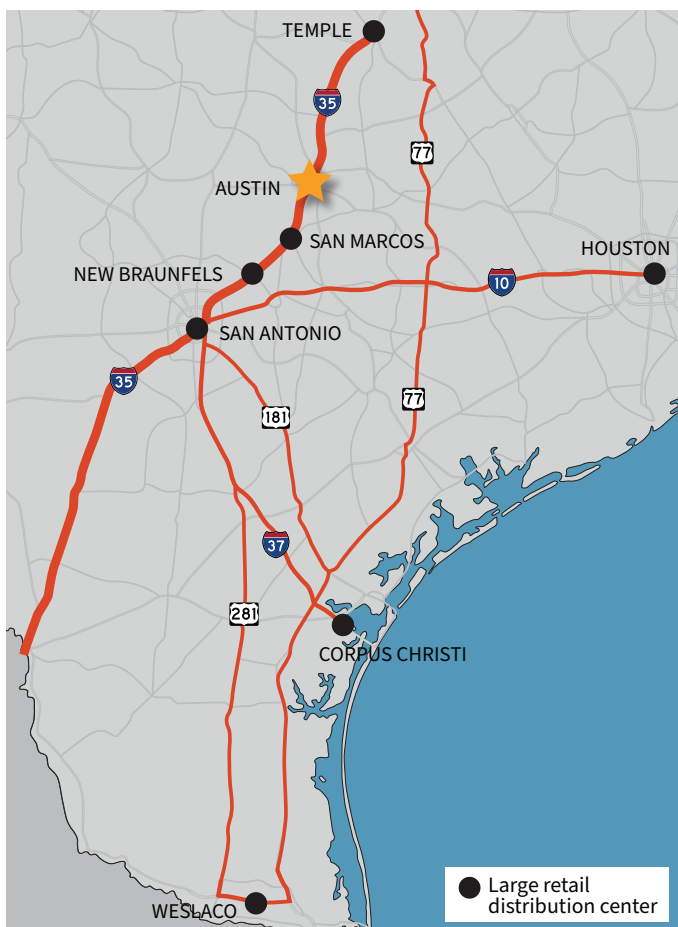 TEMPLE
35
77
AUSTIN
SAN MARCOS
HOUSTON
NEW BRAUNFELS
10
SAN ANTONIO
35
77
181
37
281
CORPUS CHRISTI
WESLACO
Large retail
distribution center